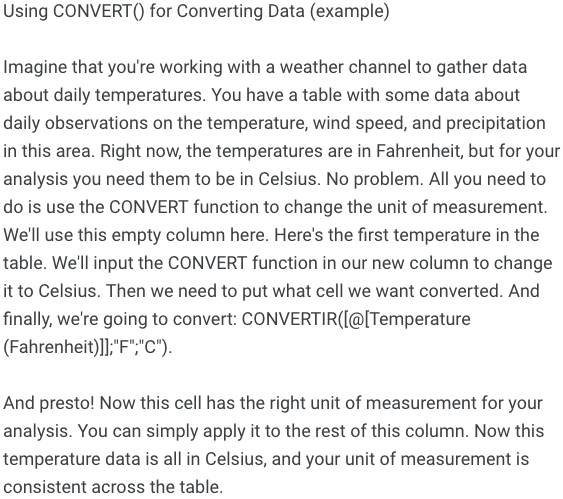 Using CONVERT() for Converting Data (example)
Imagine that you're working with a weather channel to gather data
about daily temperatures. You have a table with some data about
daily observations on the temperature, wind speed, and precipitation
in this area. Right now, the temperatures are in Fahrenheit, but for your
analysis you need them to be in Celsius. No problem. All you need to
do is use the CONVERT function to change the unit of measurement.
We'll use this empty column here. Here's the first temperature in the
table. We'll input the CONVERT function in our new column to change
it to Celsius. Then we need to put what cell we want converted. And
finally, we're going to convert: CONVERTIR([@[Temperature
(Fahrenheit)]];"F";"C").
And presto! Now this cell has the right unit of measurement for your
analysis. You can simply apply it to the rest of this column. Now this
temperature data is all in Celsius, and your unit of measurement is
consistent across the table.